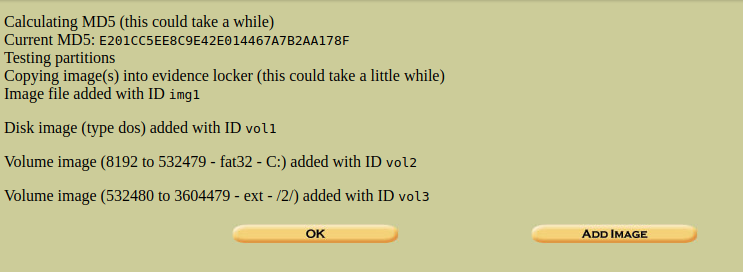 Calculating MD5 (this could take a while)
Current MD5: E201CC5EE8C9E42E014467A7B2AA178F
Testing partitions
Copying image(s) into evidence locker (this could take a little while)
Image file added with ID img1
Disk image (type dos) added with ID vol1
Volume image (8192 to 532479 - fat32 - C:) added with ID vol2
Volume image (532480 to 3604479 - ext - /2/) added with ID vol3
OK ADD IMAGE